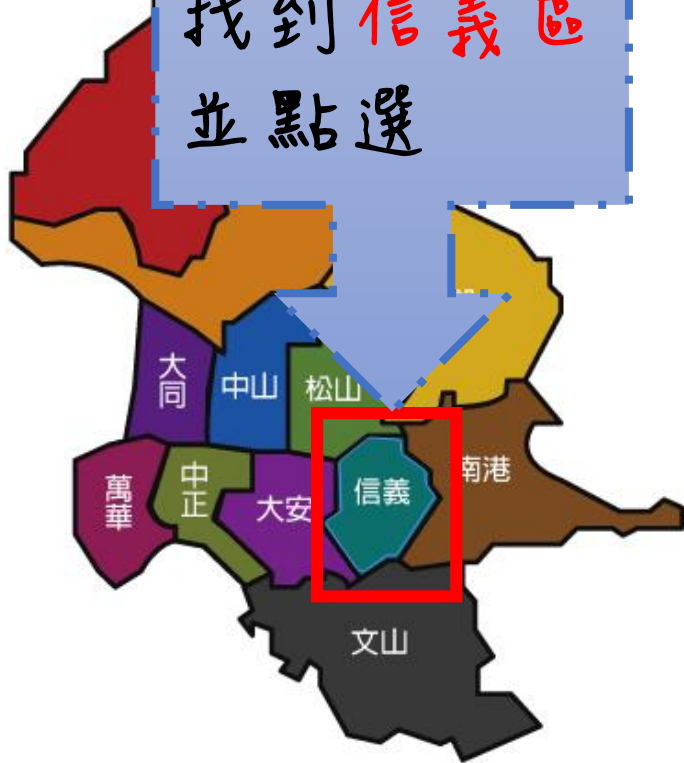 找到信義區
並點選
大同
中山
松山
萬華
中正
大安
信義
南港
文山